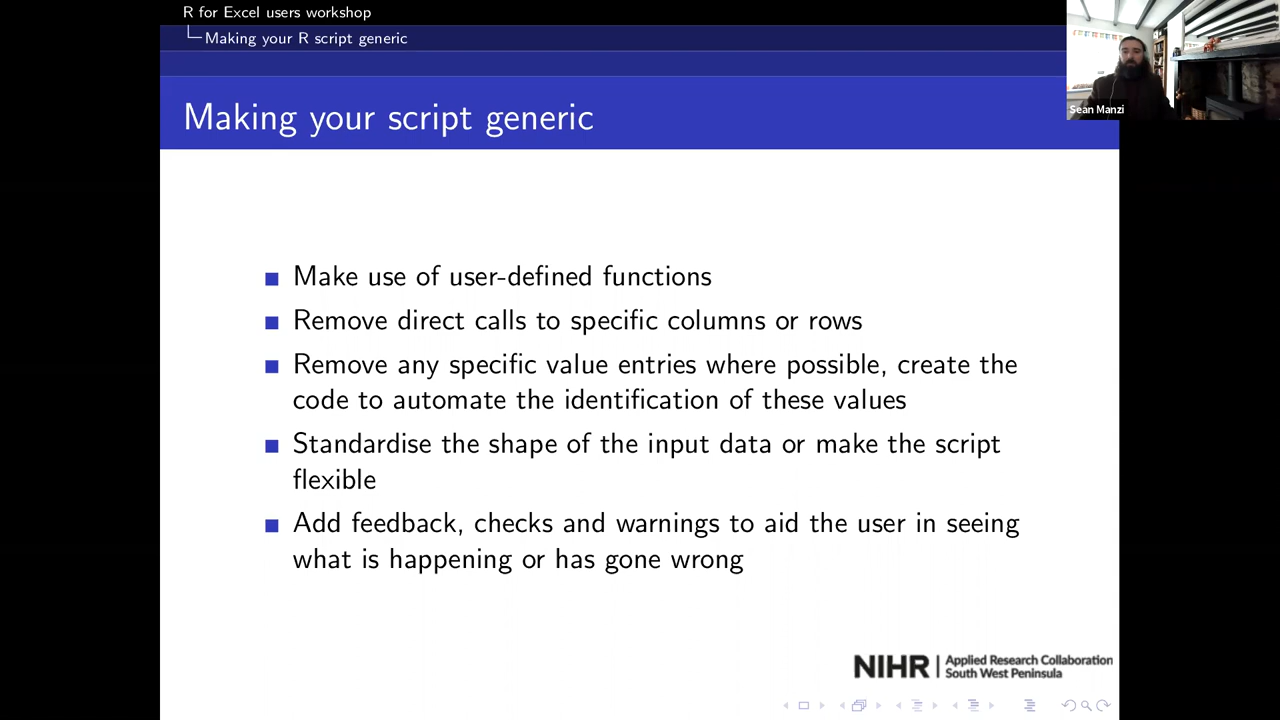 R for Excel users workshop
Making your R script generic
Sean Manzi
Making your script generic
Make use of user-defined functions
Remove direct calls to specific columns or rows
Remove any specific value entries where possible, create the
code to automate the identification of these values
Standardise the shape of the input data or make the script
flexible
Add feedback, checks and warnings to aid the user in seeing
what is happening or has gone wrong
NIHR | Applied Research Collaboration
South West Peninsula